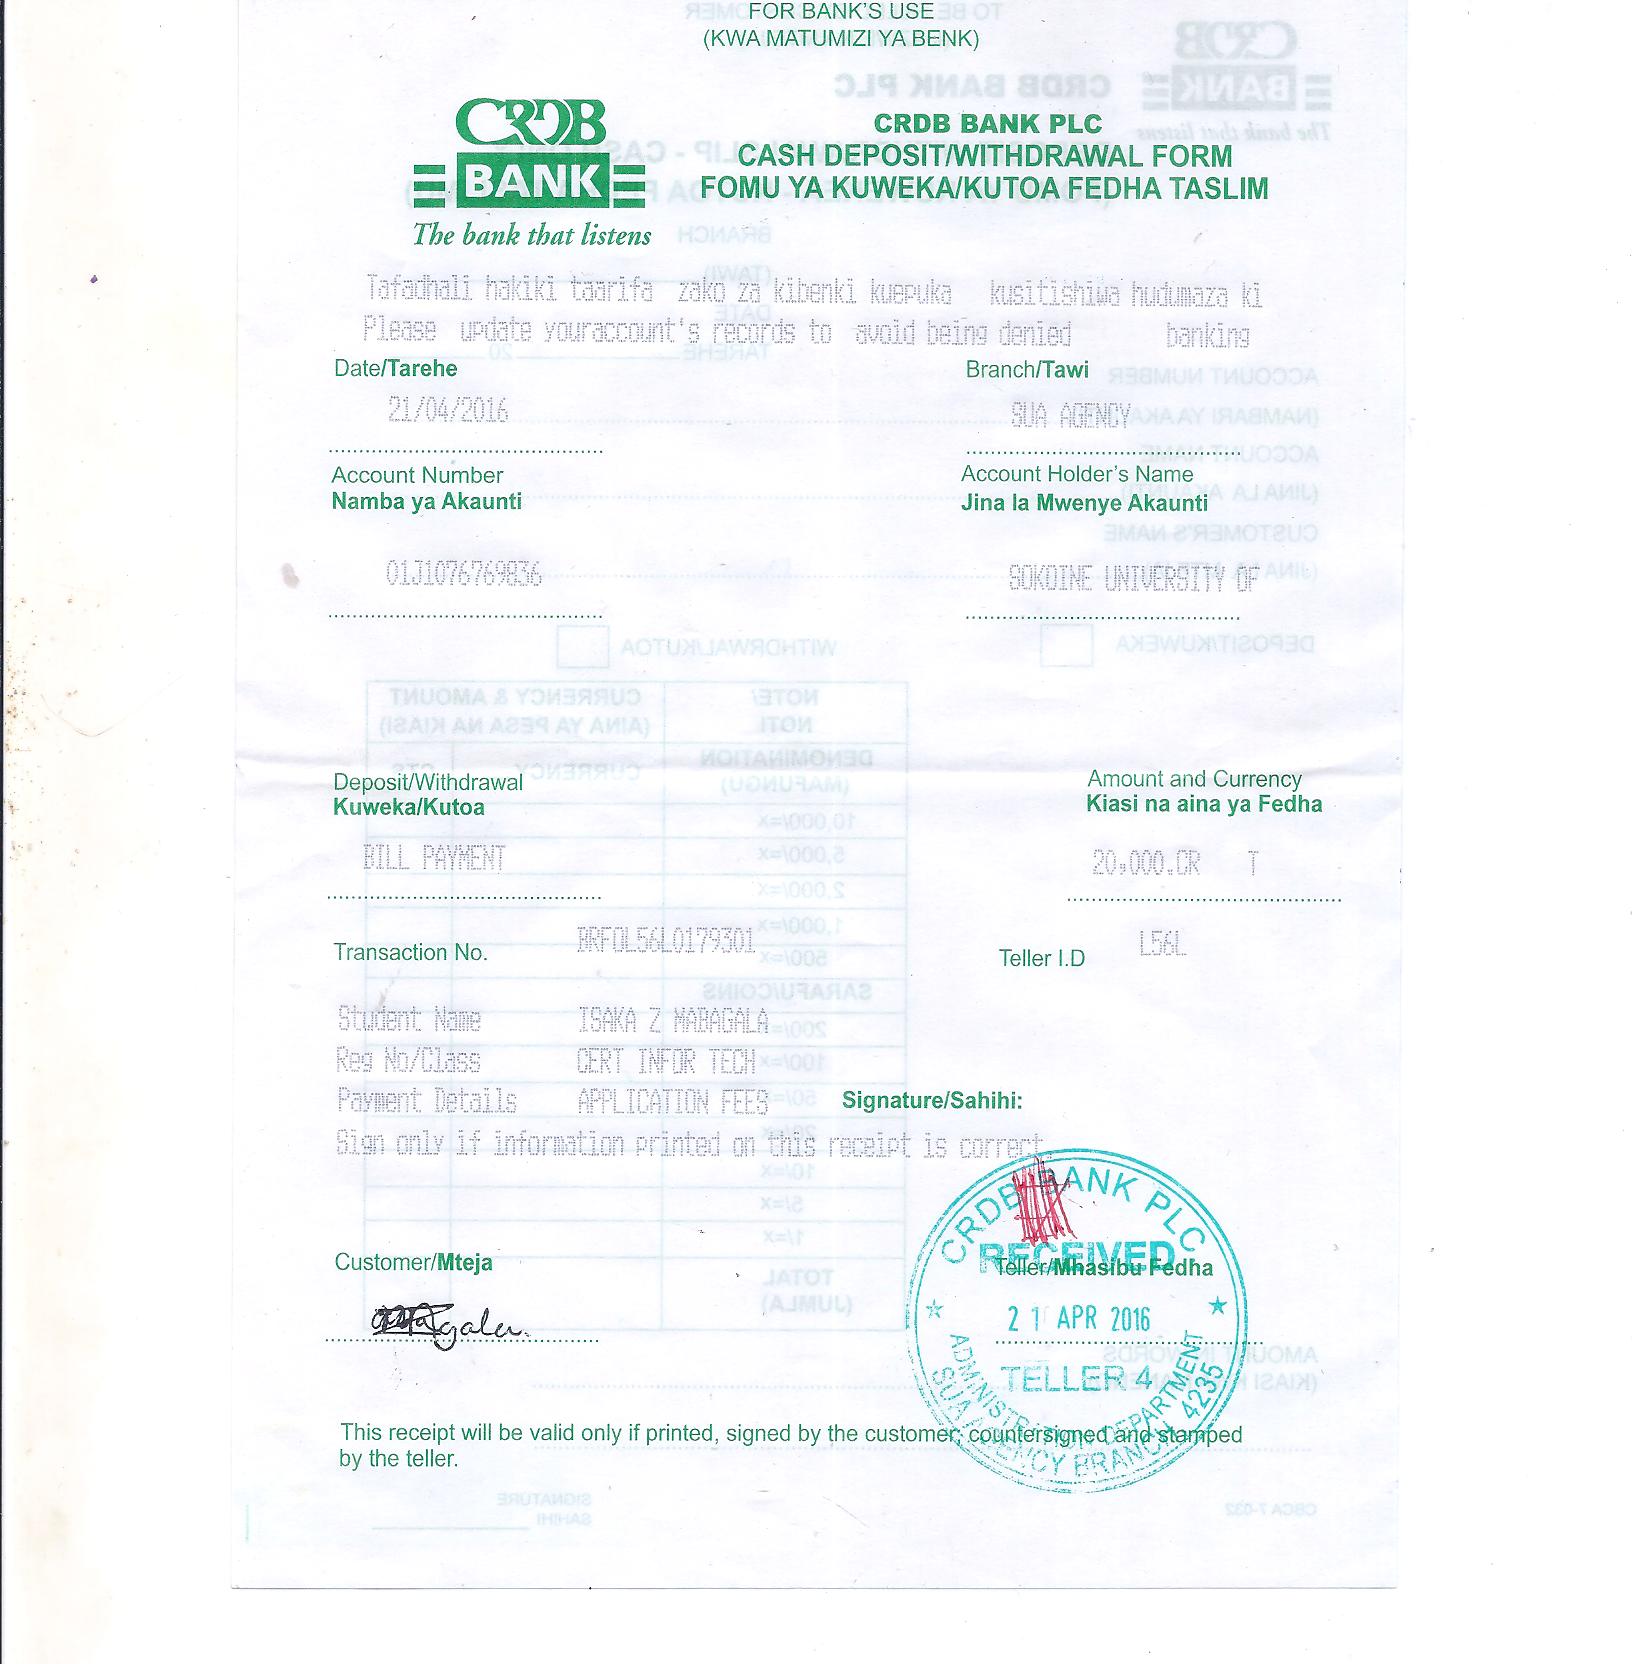 FOR BANK'S USE
(KWA MATUMIZI YA BENK)
CRDB
BANK
The bank that listens
CRDB BANK PLC
CASH DEPOSIT/WITHDRAWAL FORM
FOMU YA KUWEKA/KUTOA FEDHA TASLIM
Tafadhali hakiki taarifa zako za kibenki kuepuka kusitishiwa hudumaza ki
Please update youraccount's records to avoid being denied banking
Date/Tarehe Branch/Tawi
21/04/2016 SUA AGENCY
Account Number Account Holder's Name
Namba ya Akaunti Jina la Mwenye Akaunti
01J1076769836 SOKOINE UNIVERSITY OF
Deposit/Withdrawal Amount and Currency
Kuweka/Kutoa Kiasi na aina ya Fedha
BILL PAYMENT 20,000.CR T
Transaction No. BRFOL56L0179301 Teller I.D L56L
Student Name ISAKA Z MADAGALA
Reg No/Class CERT INFOR TECH
Payment Details APPLICATION FEES Signature/Sahihi:
Sign only if information printed on this receipt is correct.
Customer/Mteja Teller/Mhasibu Fedha
CRDB BANK PLC
RECEIVED
21 APR 2016
TELLER 4
ADMINISTRATION DEPARTMENT
SUA AGENCY BRANCH 4235
This receipt will be valid only if printed, signed by the customer, countersigned and stamped
by the teller.